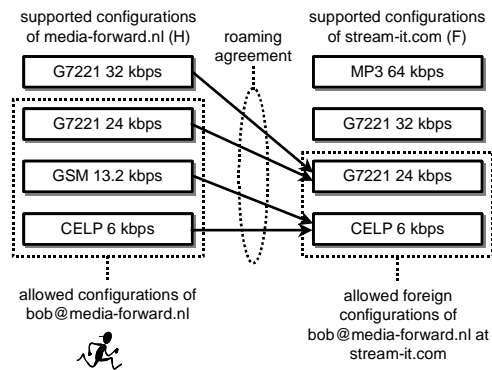 supported configurations
of media-forward.nl (H)
roaming
agreement
supported configurations
of stream-it.com (F)
G7221 32 kbps
MP3 64 kbps
G7221 24 kbps
G7221 32 kbps
GSM 13.2 kbps
G7221 24 kbps
CELP 6 kbps
CELP 6 kbps
allowed configurations of
bob@media-forward.nl
allowed foreign
configurations of
bob@media-forward.nl at
stream-it.com